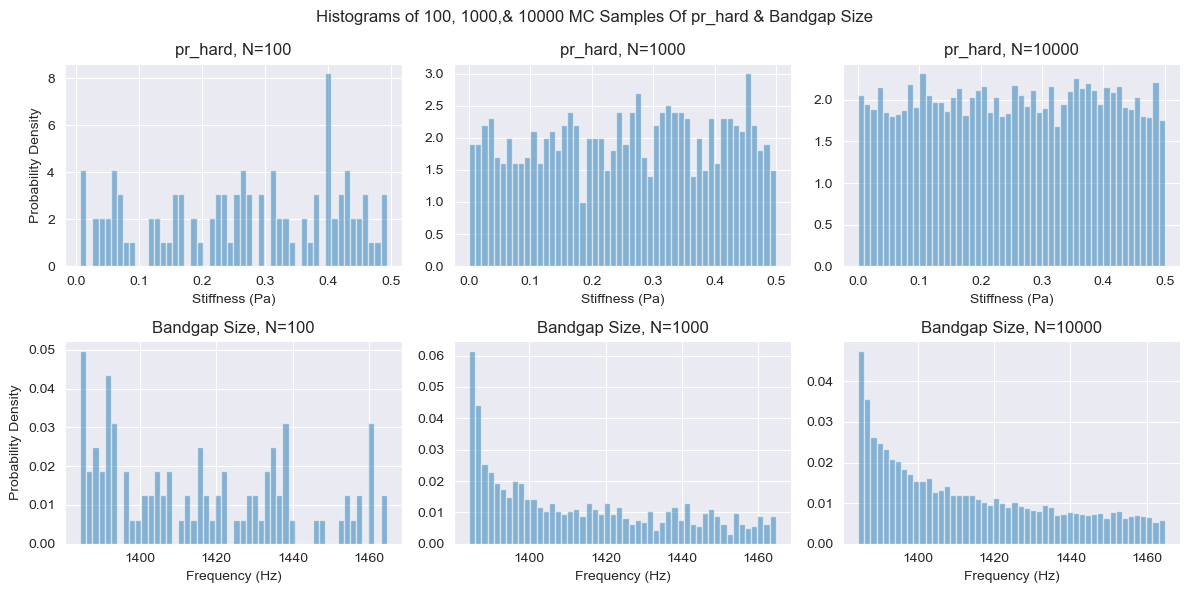 Histograms of 100, 1000,& 10000 MC Samples Of pr_hard & Bandgap Size
pr_hard, N=100
8
6
4
2
0
0.0 0.1 0.2 0.3 0.4 0.5
Stiffness (Pa)
Probability Density
pr_hard, N=1000
3.0
2.5
2.0
1.5
1.0
0.5
0.0
0.0 0.1 0.2 0.3 0.4 0.5
Stiffness (Pa)
pr_hard, N=10000
2.0
1.5
1.0
0.5
0.0
0.0 0.1 0.2 0.3 0.4 0.5
Stiffness (Pa)
Bandgap Size, N=100
0.05
0.04
0.03
0.02
0.01
0.00
1400 1420 1440 1460
Frequency (Hz)
Probability Density
Bandgap Size, N=1000
0.06
0.05
0.04
0.03
0.02
0.01
0.00
1400 1420 1440 1460
Frequency (Hz)
Bandgap Size, N=10000
0.04
0.03
0.02
0.01
0.00
1400 1420 1440 1460
Frequency (Hz)